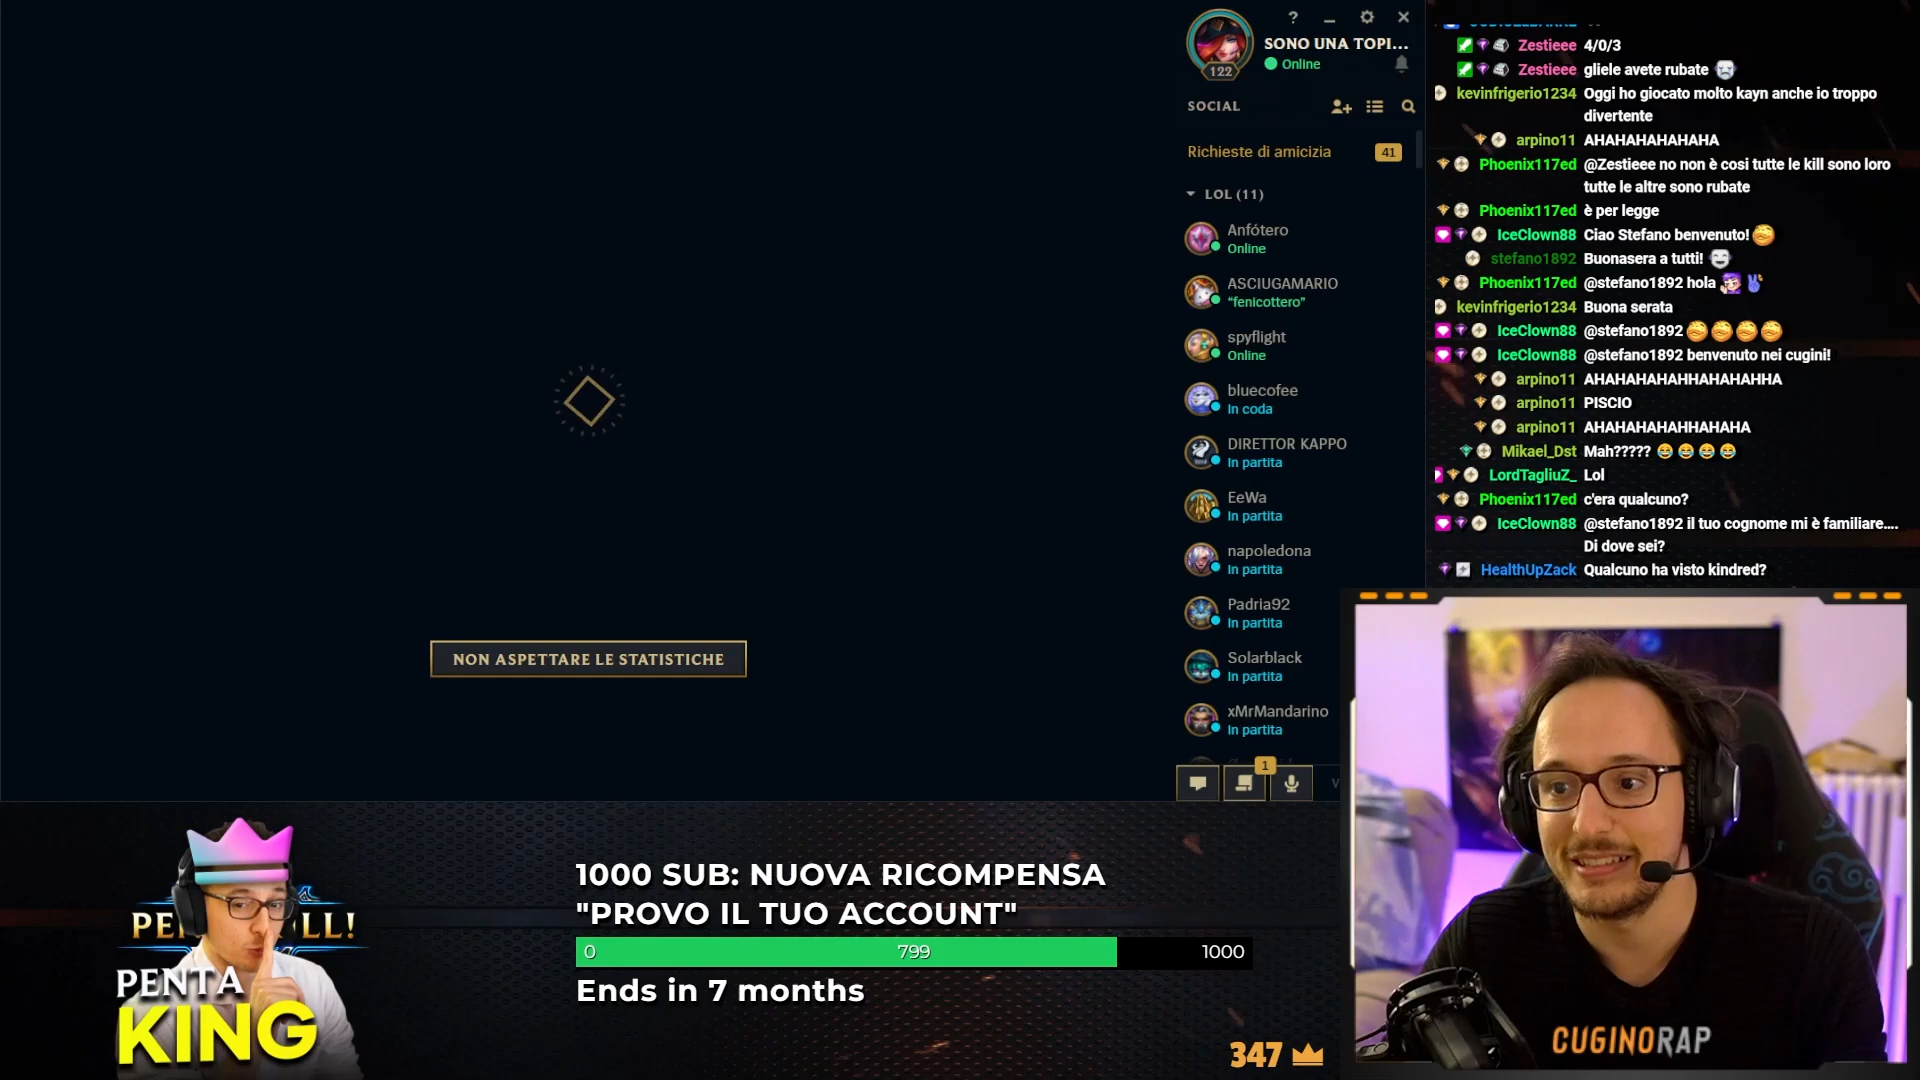 SONO UNA TOPI...
Online
122
SOCIAL
Richieste di amicizia
41
LOL (11)
Anfótero
Online
ASCIUGAMARIO
“fenicottero”
spyflight
Online
bluecofee
In coda
DIRETTOR KAPPO
In partita
EeWa
In partita
napoledona
In partita
Padria92
In partita
Solarblack
In partita
xMrMandarino
In partita
1
V
NON ASPETTARE LE STATISTICHE
Zestieee 4/0/3
Zestieee gliele avete rubate
kevinfrigerio1234 Oggi ho giocato molto kayn anche io troppo
divertente
arpino11 AHAHAHAHAHAHA
Phoenix117ed @Zestieee no non è cosi tutte le kill sono loro
tutte le altre sono rubate
Phoenix117ed è per legge
IceClown88 Ciao Stefano benvenuto!
stefano1892 Buonasera a tutti!
Phoenix117ed @stefano1892 hola
kevinfrigerio1234 Buona serata
IceClown88 @stefano1892
IceClown88 @stefano1892 benvenuto nei cugini!
arpino11 AHAHAHAHAHHAHAHAHHA
arpino11 PISCIO
arpino11 AHAHAHAHAHHAHAHA
Mikael_Dst Mah????? 😂 😂 😂 😂
LordTagliuZ_ Lol
Phoenix117ed c'era qualcuno?
IceClown88 @stefano1892 il tuo cognome mi è familiare....
Di dove sei?
HealthUpZack Qualcuno ha visto kindred?
PENTA
KING
1000 SUB: NUOVA RICOMPENSA
"PROVO IL TUO ACCOUNT"
0 799 1000
Ends in 7 months
347
CUGINORAP